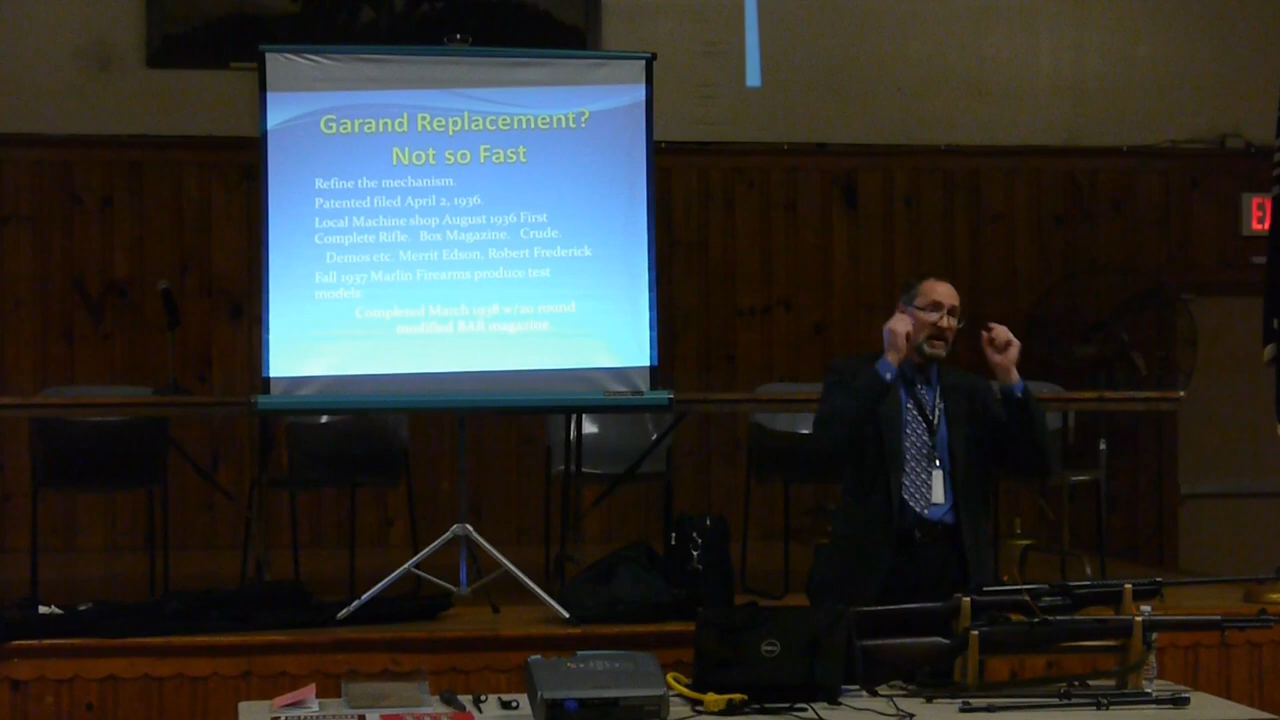 Garand Replacement?
Not so Fast
Refine the mechanism.
Patented filed April 2, 1936.
Local Machine shop August 1936 First
Complete Rifle. Box Magazine. Crude.
Demos etc. Merrit Edson, Robert Frederick
Fall 1937 Marlin Firearms produce test
models.
Completed March 1938 w/20 round
modified BAR magazine.
EX
DELL